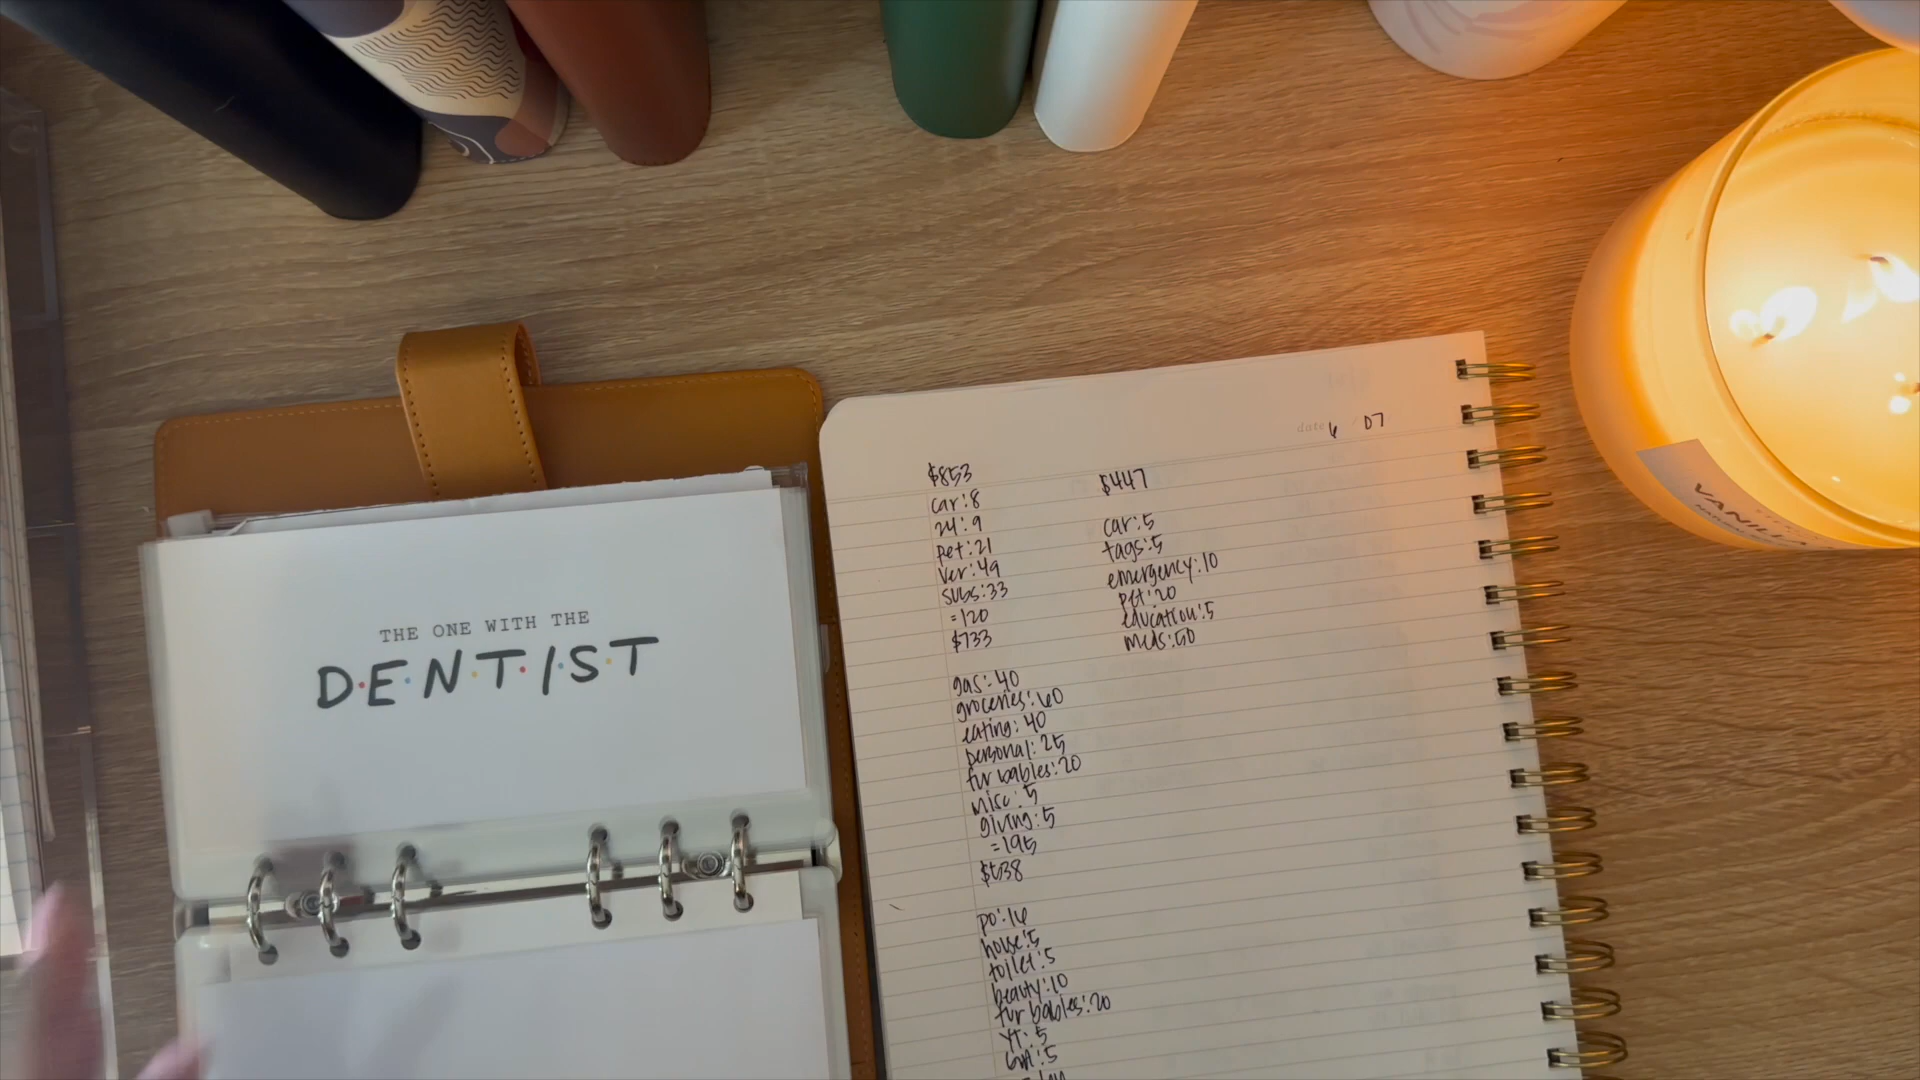 THE ONE WITH THE
DENTIST
date 6 / 07
$853
car:8
24:9
pet:21
ver:49
subs:33
=120
$733
gas:40
groceries:60
eating:40
personal:25
fur babies:20
misc:5
giving:5
=195
$538
po:16
house:5
toilet:5
beauty:10
fur babies:20
YT:5
:5
$447
car:5
tags:5
emergency:10
pet:20
education:5
meds:50